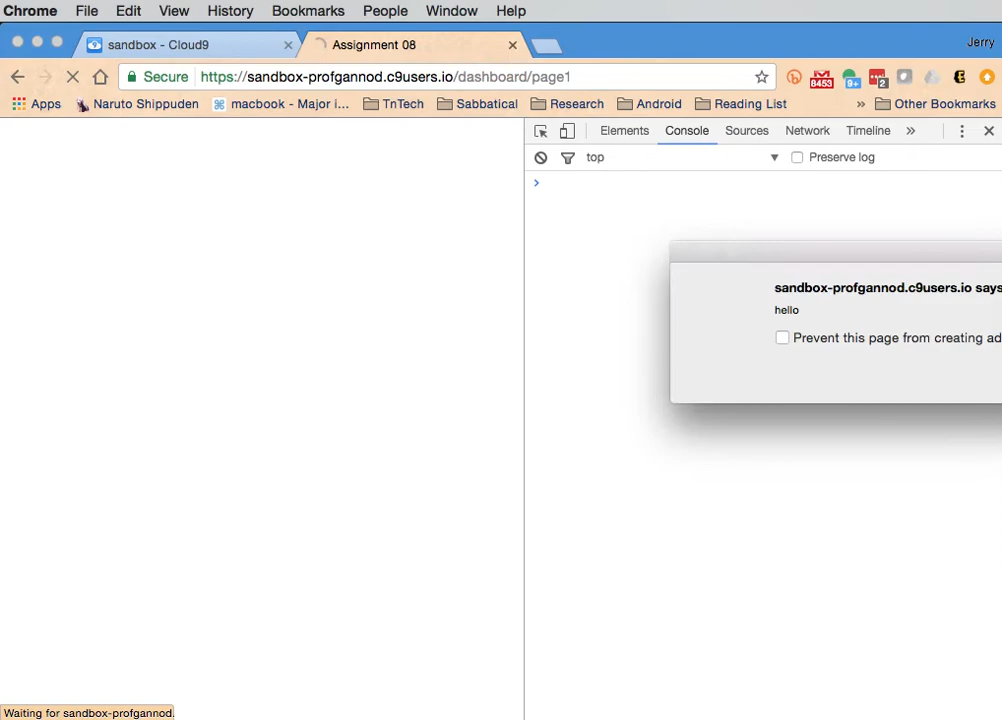 Chrome File Edit View History Bookmarks People Window Help
sandbox - Cloud9 Assignment 08 Jerry
Secure https://sandbox-profgannod.c9users.io/dashboard/page1 8453 9+ 2
Apps Naruto Shippuden macbook - Major i... TnTech Sabbatical Research Android Reading List » Other Bookmarks
Elements Console Sources Network Timeline »
top Preserve log
sandbox-profgannod.c9users.io says
hello
Prevent this page from creating ad
Waiting for sandbox-profgannod.